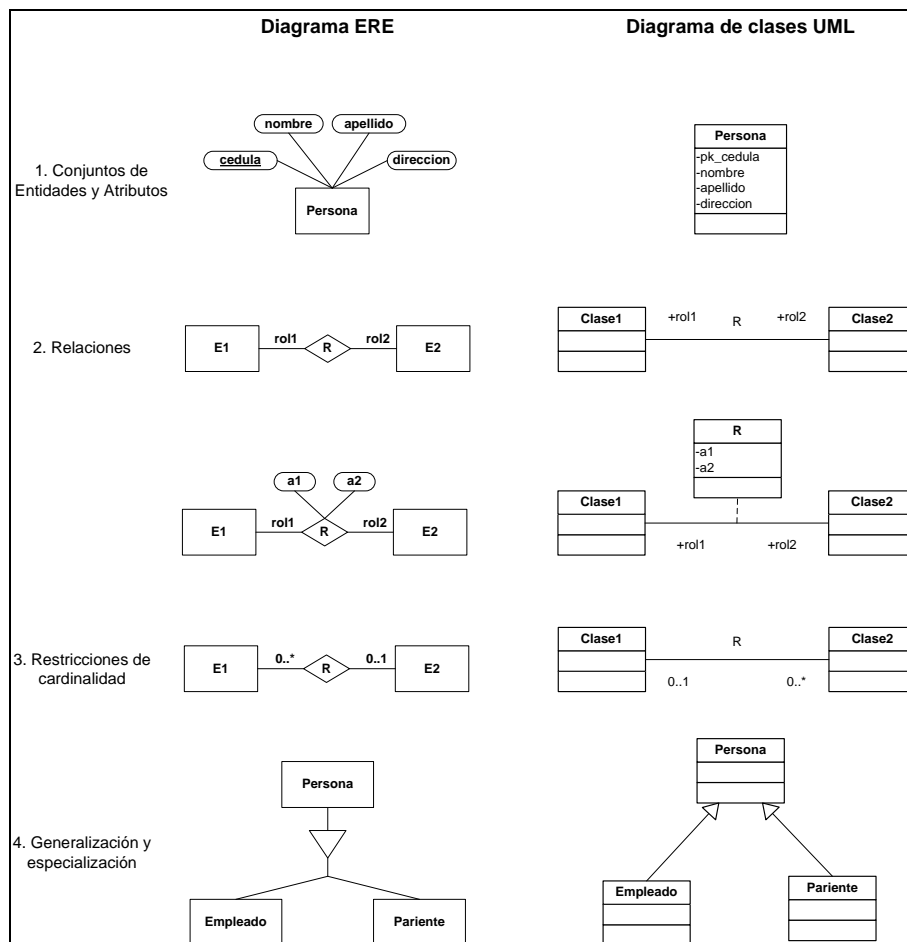 Diagrama ERE Diagrama de clases UML
1. Conjuntos de
Entidades y Atributos
nombre apellido
cedula direccion
Persona
Persona
-pk_cedula
-nombre
-apellido
-direccion
2. Relaciones
E1 rol1 R rol2 E2
Clase1 +rol1 R +rol2 Clase2
a1 a2
E1 rol1 R rol2 E2
R
-a1
-a2
Clase1 Clase2
+rol1 +rol2
3. Restricciones de
cardinalidad
E1 0..* R 0..1 E2
Clase1 R Clase2
0..1 0..*
4. Generalización y
especialización
Persona
Empleado Pariente
Persona
Empleado Pariente